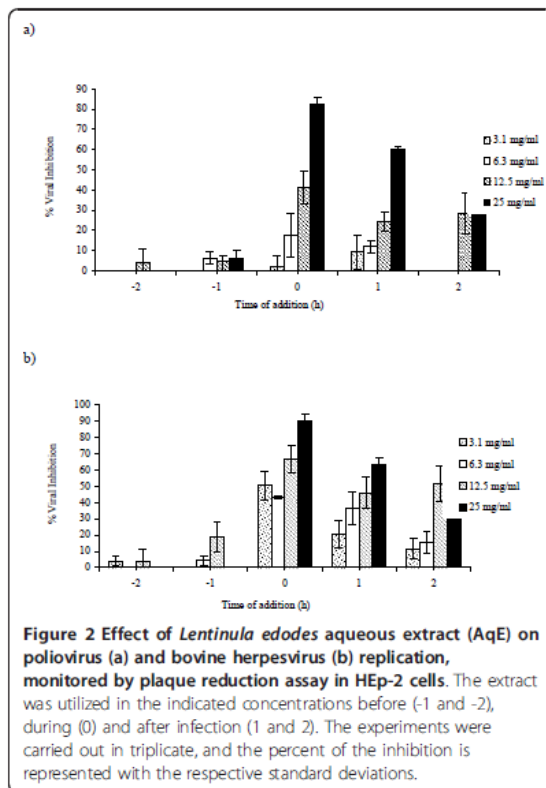 a)
90
80
70
60
50
40
30
20
10
0
% Viral Inhibition
-2 -1 0 1 2
Time of addition (h)
3.1 mg/ml
6.3 mg/ml
12.5 mg/ml
25 mg/ml
b)
100
90
80
70
60
50
40
30
20
10
0
% Viral Inhibition
-2 -1 0 1 2
Time of addition (h)
3.1 mg/ml
6.3 mg/ml
12.5 mg/ml
25 mg/ml
Figure 2 Effect of Lentinula edodes aqueous extract (AqE) on
poliovirus (a) and bovine herpesvirus (b) replication,
monitored by plaque reduction assay in HEp-2 cells. The extract
was utilized in the indicated concentrations before (-1 and -2),
during (0) and after infection (1 and 2). The experiments were
carried out in triplicate, and the percent of the inhibition is
represented with the respective standard deviations.